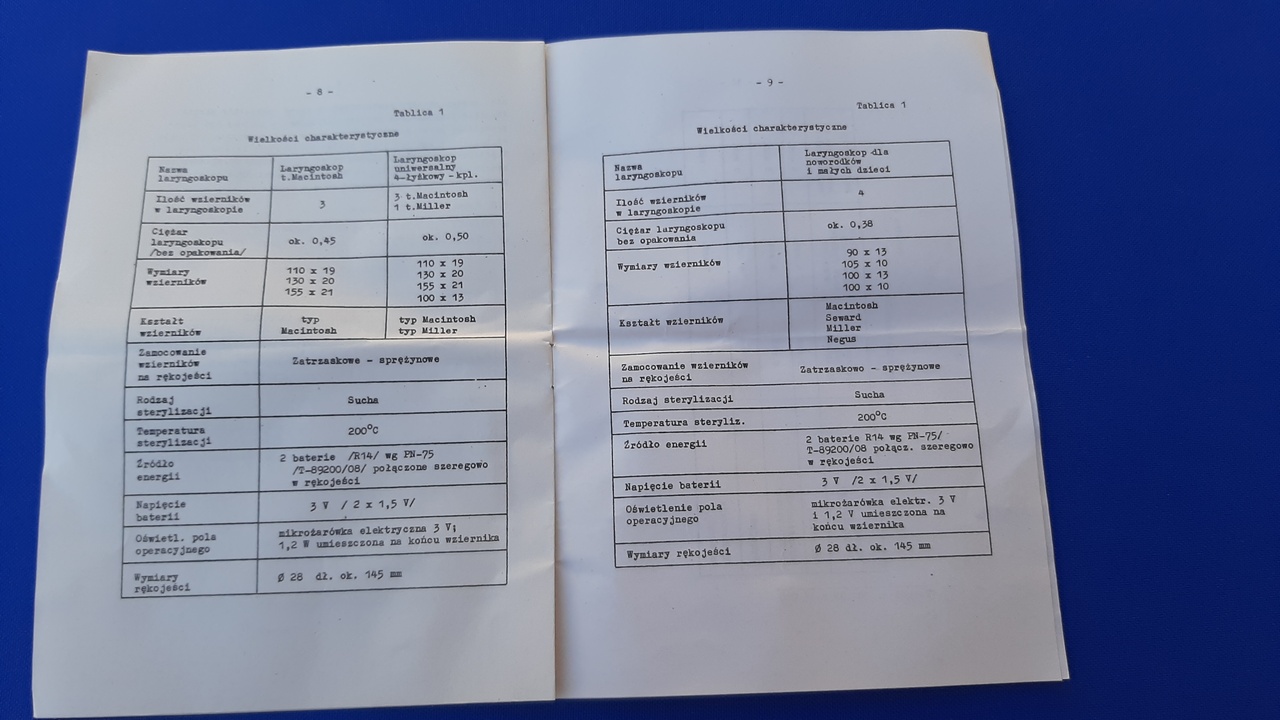 - 8 -
Tablica 1
Wielkości charakterystyczne
Nazwa
laryngoskopu
Laryngoskop
t.Macintosh
Laryngoskop
uniwersalny
4-łyżkowy - kpl.
Ilość wzierników
w laryngoskopie
3
3 t.Macintosh
1 t.Miller
Ciężar
laryngoskopu
/bez opakowania/
ok. 0,45
ok. 0,50
Wymiary
wzierników
110 x 19
130 x 20
155 x 21
110 x 19
130 x 20
155 x 21
100 x 13
Kształt
wzierników
typ
Macintosh
typ Macintosh
typ Miller
Zamocowanie
wzierników
na rękojeści
Zatrzaskowe - sprężynowe
Rodzaj
sterylizacji
Sucha
Temperatura
sterylizacji
200°C
Źródło
energii
2 baterie /R14/ wg PN-75
/T-89200/08/ połączone szeregowo
w rękojeści
Napięcie
baterii
3 V / 2 x 1,5 V/
Oświetl. pola
operacyjnego
mikrożarówka elektryczna 3 V;
1,2 W umieszczona na końcu wziernika
Wymiary
rękojeści
Ø 28 dł. ok. 145 mm
- 9 -
Tablica 1
Wielkości charakterystyczne
Nazwa
laryngoskopu
Laryngoskop dla
noworodków
i małych dzieci
Ilość wzierników
w laryngoskopie
4
Ciężar laryngoskopu
bez opakowania
ok. 0,38
Wymiary wzierników
90 x 13
105 x 10
100 x 13
100 x 10
Kształt wzierników
Macintosh
Seward
Miller
Negus
Zamocowanie wzierników
na rękojeści
Zatrzaskowo - sprężynowe
Rodzaj sterylizacji
Sucha
Temperatura steryliz.
200°C
Źródło energii
2 baterie R14 wg PN-75/
T-89200/08 połącz. szeregowo
w rękojeści
Napięcie baterii
3 V /2 x 1,5 V/
Oświetlenie pola
operacyjnego
mikrożarówka elektr. 3 V
i 1,2 V umieszczona na
końcu wziernika
Wymiary rękojeści
Ø 28 dł. ok. 145 mm